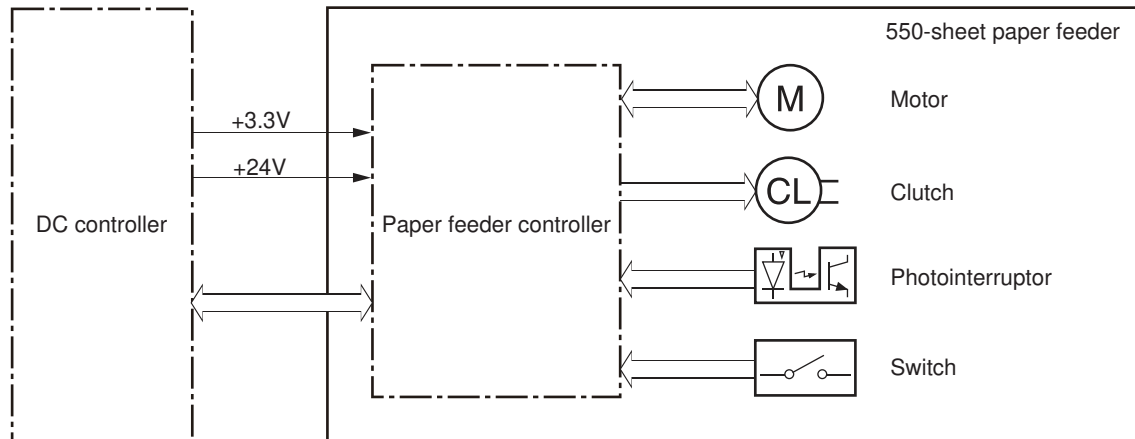 550-sheet paper feeder
M
Motor
+3.3V
+24V
CL
Clutch
DC controller
Paper feeder controller
Photointerruptor
Switch